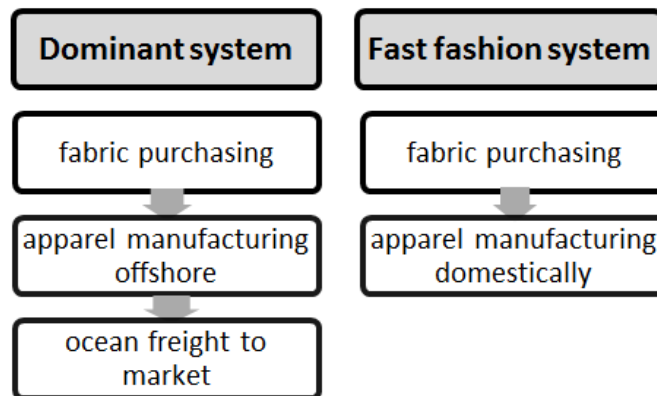 Dominant system
fabric purchasing
apparel manufacturing
offshore
ocean freight to
market
Fast fashion system
fabric purchasing
apparel manufacturing
domestically